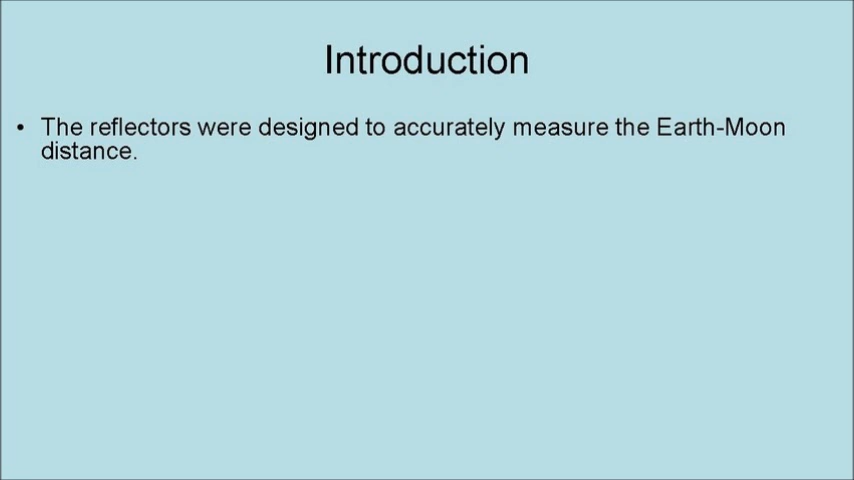 Introduction
• The reflectors were designed to accurately measure the Earth-Moon
distance.